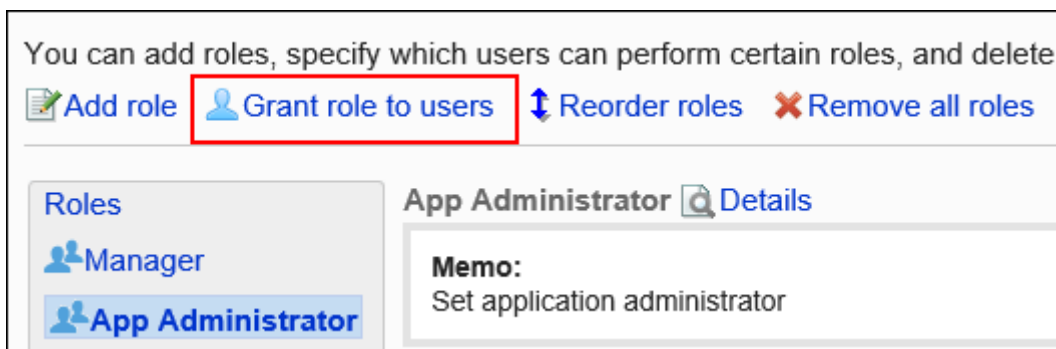 You can add roles, specify which users can perform certain roles, and delete
Add role Grant role to users Reorder roles Remove all roles
Roles
Manager
App Administrator
App Administrator Details
Memo:
Set application administrator